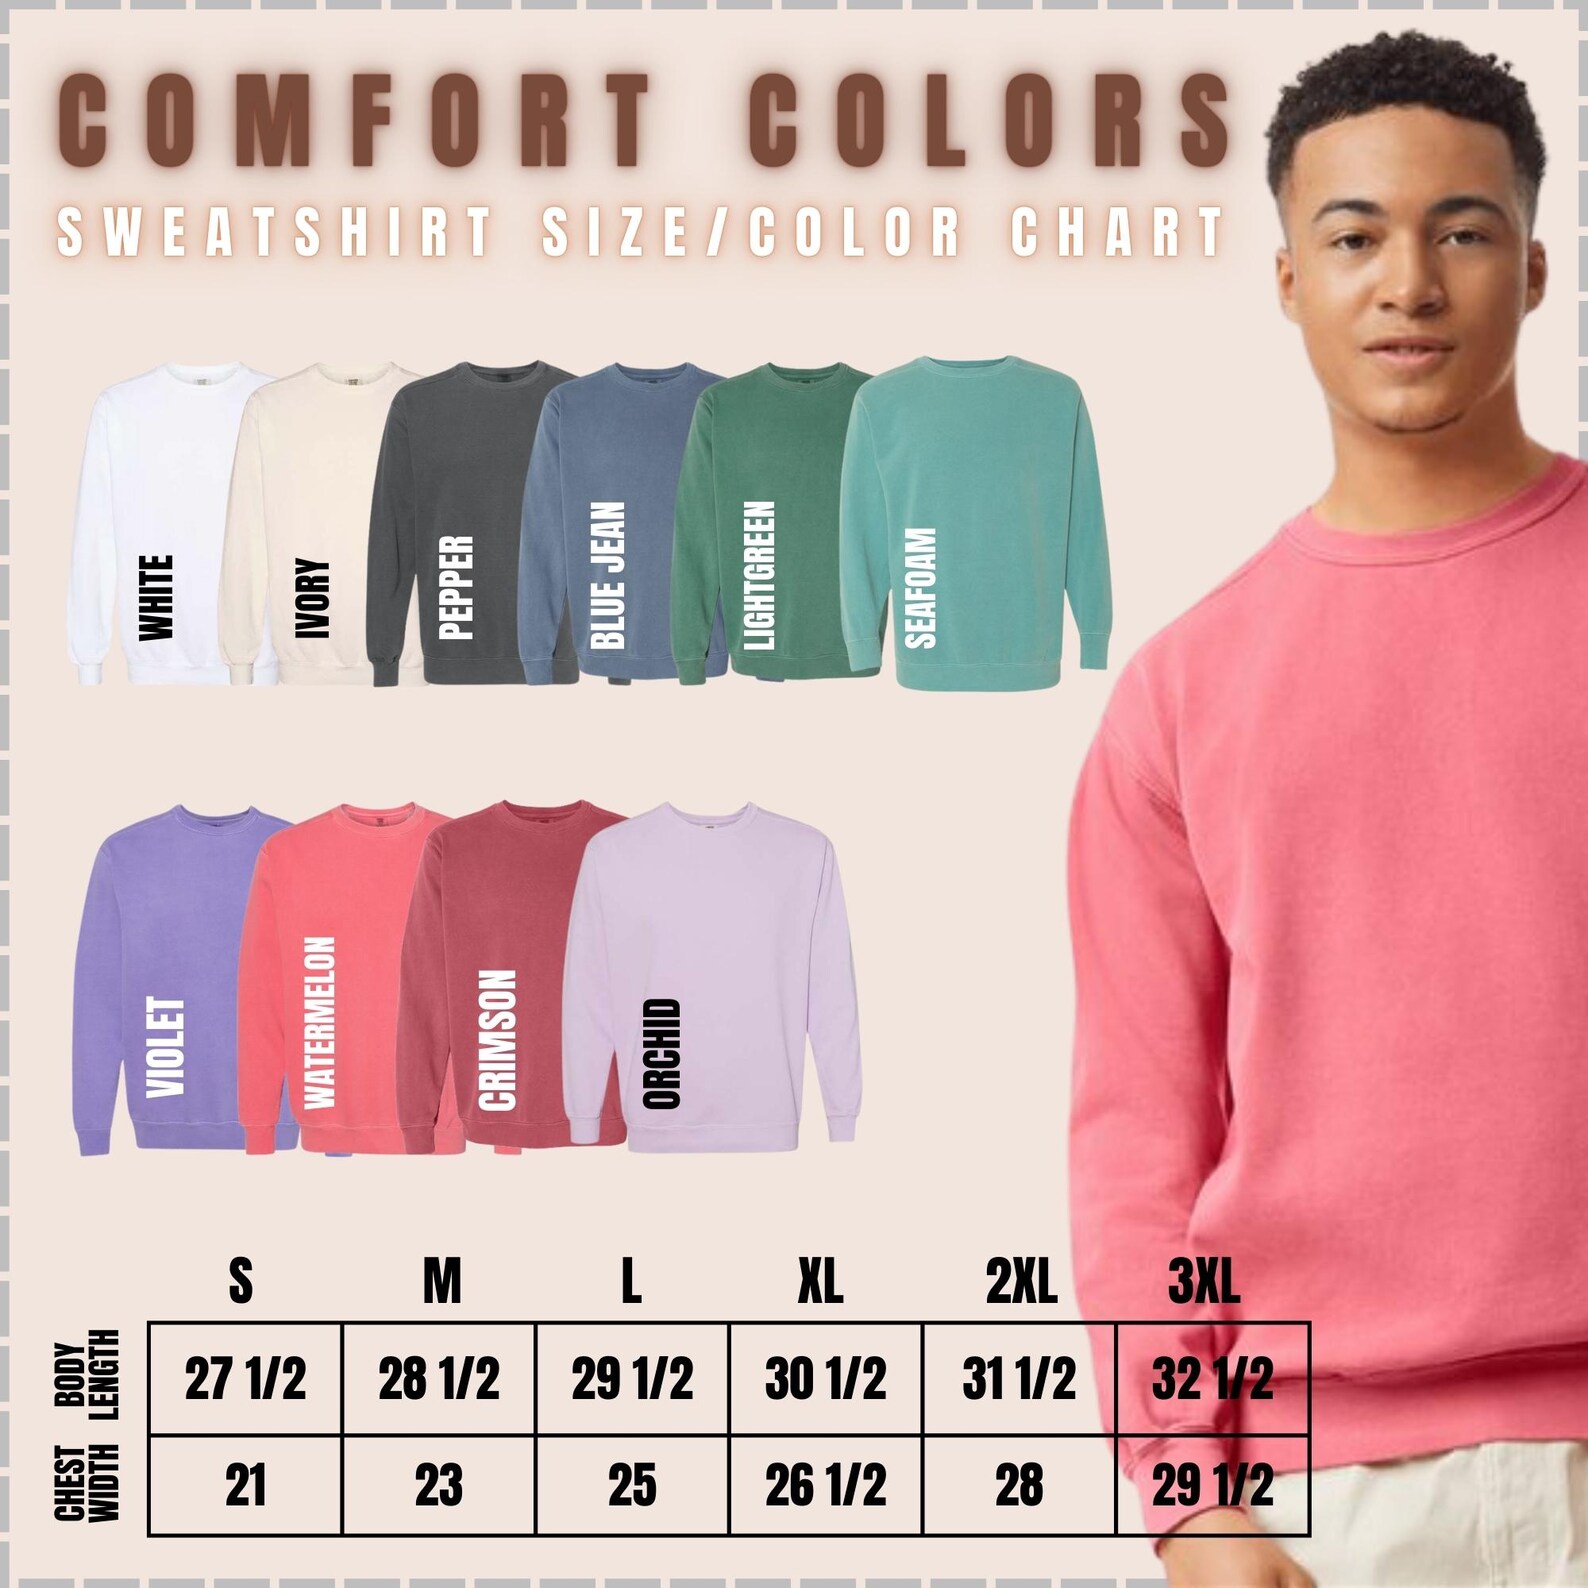 COMFORT COLORS
SWEATSHIRT SIZE/COLOR CHART
WHITE
IVORY
PEPPER
BLUE JEAN
LIGHTGREEN
SEAFOAM
VIOLET
WATERMELON
CRIMSON
ORCHID
S M L XL 2XL 3XL
BODY LENGTH 27 1/2 28 1/2 29 1/2 30 1/2 31 1/2 32 1/2
CHEST WIDTH 21 23 25 26 1/2 28 29 1/2